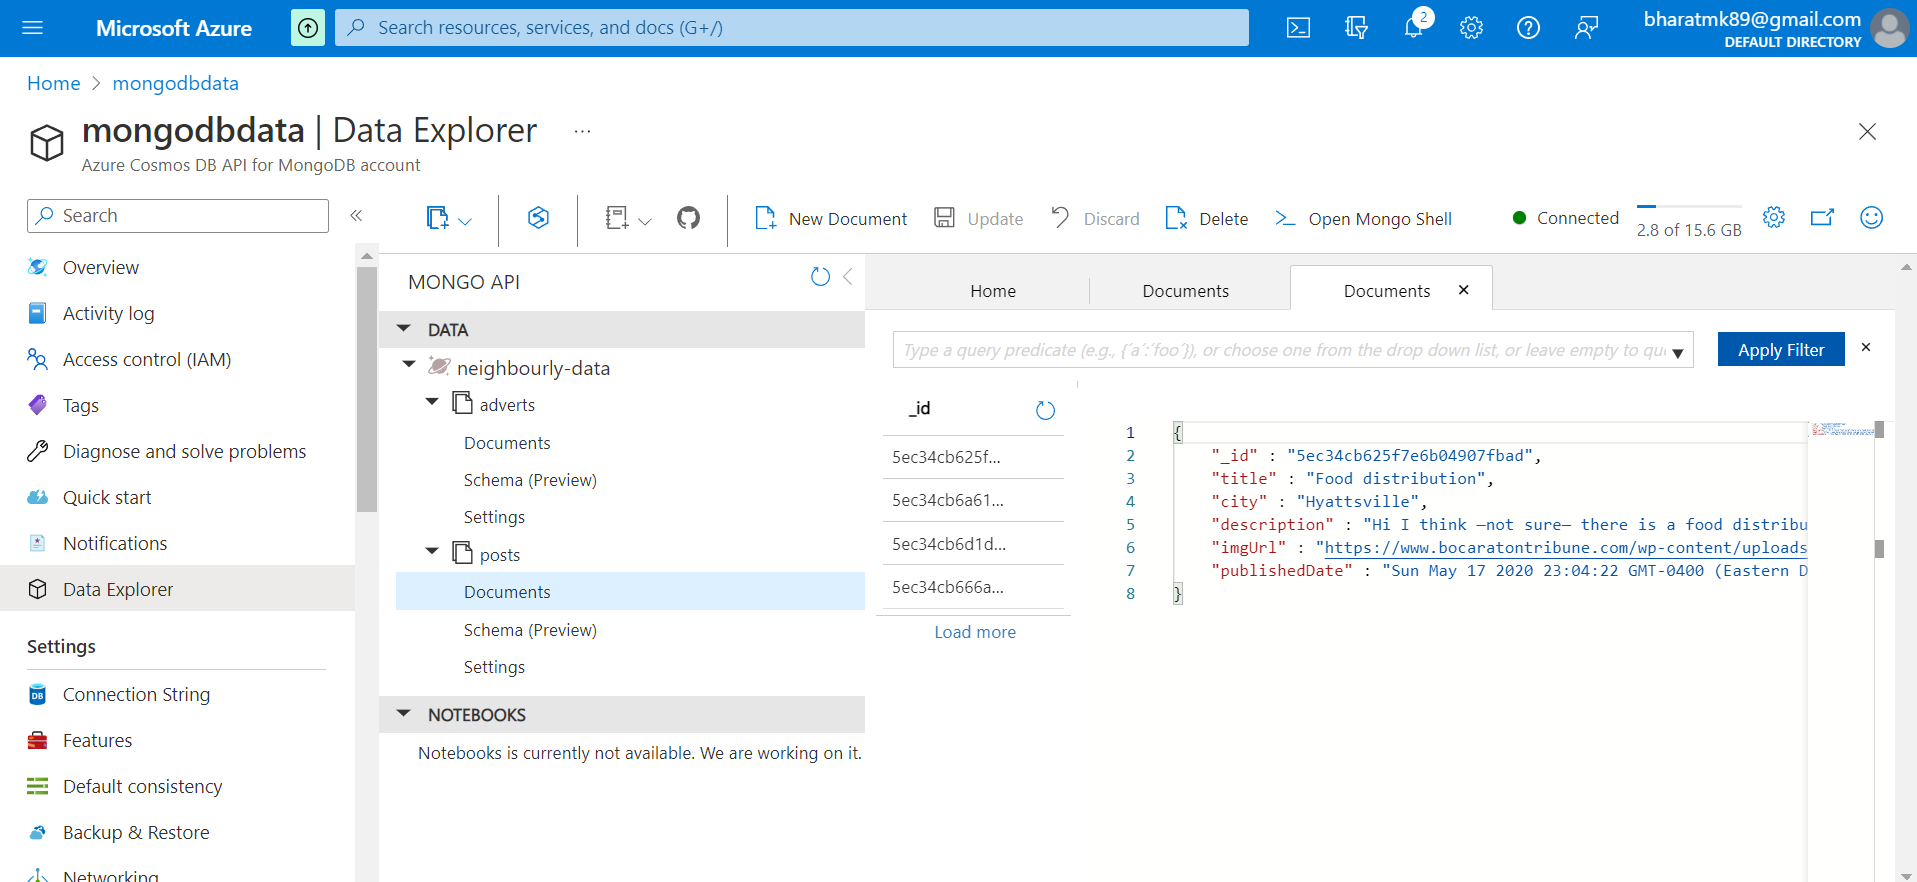 Microsoft Azure
Search resources, services, and docs (G+/)
2
bharatmk89@gmail.com
DEFAULT DIRECTORY
Home > mongodbdata
mongodbdata | Data Explorer ...
Azure Cosmos DB API for MongoDB account
Search
«
New Document
Update
Discard
Delete
Open Mongo Shell
Connected
2.8 of 15.6 GB
Overview
Activity log
Access control (IAM)
Tags
Diagnose and solve problems
Quick start
Notifications
Data Explorer
Settings
Connection String
Features
Default consistency
Backup & Restore
Networking
MONGO API
DATA
neighbourly-data
adverts
Documents
Schema (Preview)
Settings
posts
Documents
Schema (Preview)
Settings
NOTEBOOKS
Notebooks is currently not available. We are working on it.
Home
Documents
Documents
Type a query predicate (e.g., {´a´:´foo´}), or choose one from the drop down list, or leave empty to qu
Apply Filter
_id
5ec34cb625f...
5ec34cb6a61...
5ec34cb6d1d...
5ec34cb666a...
Load more
1 {
2 "_id" : "5ec34cb625f7e6b04907fbad",
3 "title" : "Food distribution",
4 "city" : "Hyattsville",
5 "description" : "Hi I think —not sure— there is a food distribu
6 "imgUrl" : "https://www.bocaratontribune.com/wp-content/uploads
7 "publishedDate" : "Sun May 17 2020 23:04:22 GMT-0400 (Eastern D
8 }